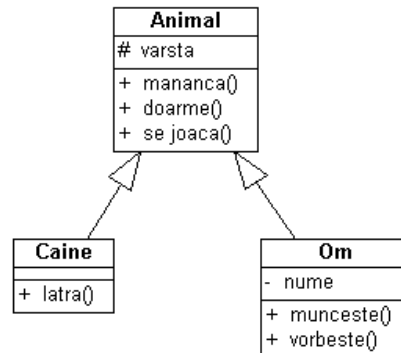 Animal
# varsta
+ mananca()
+ doarme()
+ se joaca()
Caine
+ latra()
Om
- nume
+ munceste()
+ vorbeste()